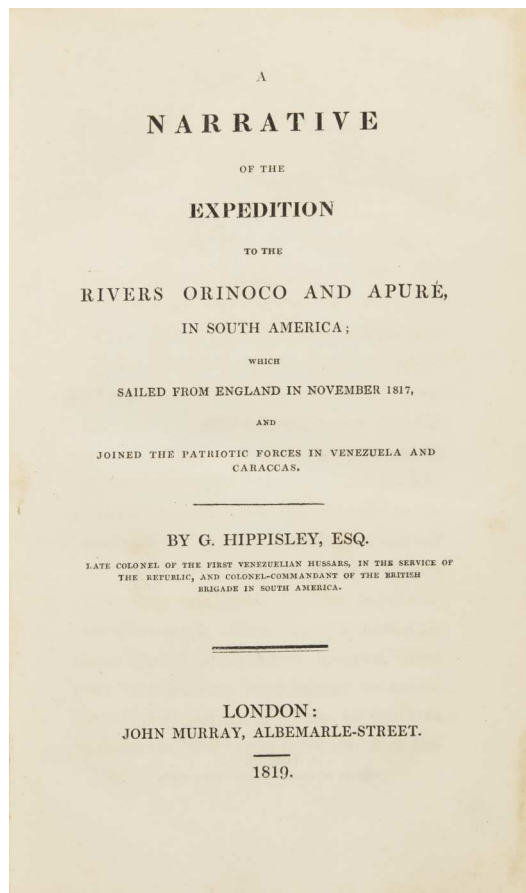 A
NARRATIVE
OF THE
EXPEDITION
TO THE
RIVERS ORINOCO AND APURÉ,
IN SOUTH AMERICA;
WHICH
SAILED FROM ENGLAND IN NOVEMBER 1817,
AND
JOINED THE PATRIOTIC FORCES IN VENEZUELA AND
CARACCAS.
BY G. HIPPISLEY, ESQ.
LATE COLONEL OF THE FIRST VENEZUELIAN HUSSARS, IN THE SERVICE OF
THE REPUBLIC, AND COLONEL-COMMANDANT OF THE BRITISH
BRIGADE IN SOUTH AMERICA.
LONDON:
JOHN MURRAY, ALBEMARLE-STREET.
1819.